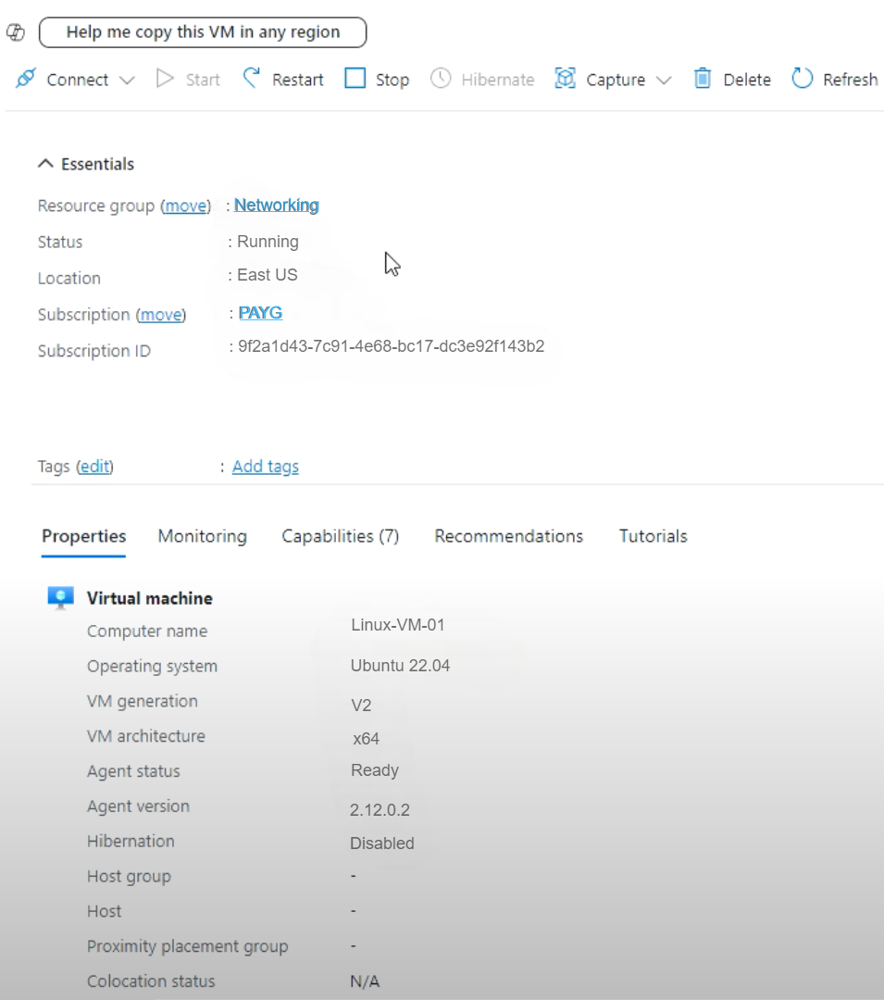 Help me copy this VM in any region
Connect Start Restart Stop Hibernate Capture Delete Refresh
Essentials
Resource group (move) : Networking
Status : Running
Location : East US
Subscription (move) : PAYG
Subscription ID : 9f2a1d43-7c91-4e68-bc17-dc3e92f143b2
Tags (edit) : Add tags
Properties Monitoring Capabilities (7) Recommendations Tutorials
Virtual machine
Computer name Linux-VM-01
Operating system Ubuntu 22.04
VM generation V2
VM architecture x64
Agent status Ready
Agent version 2.12.0.2
Hibernation Disabled
Host group -
Host -
Proximity placement group -
Colocation status N/A